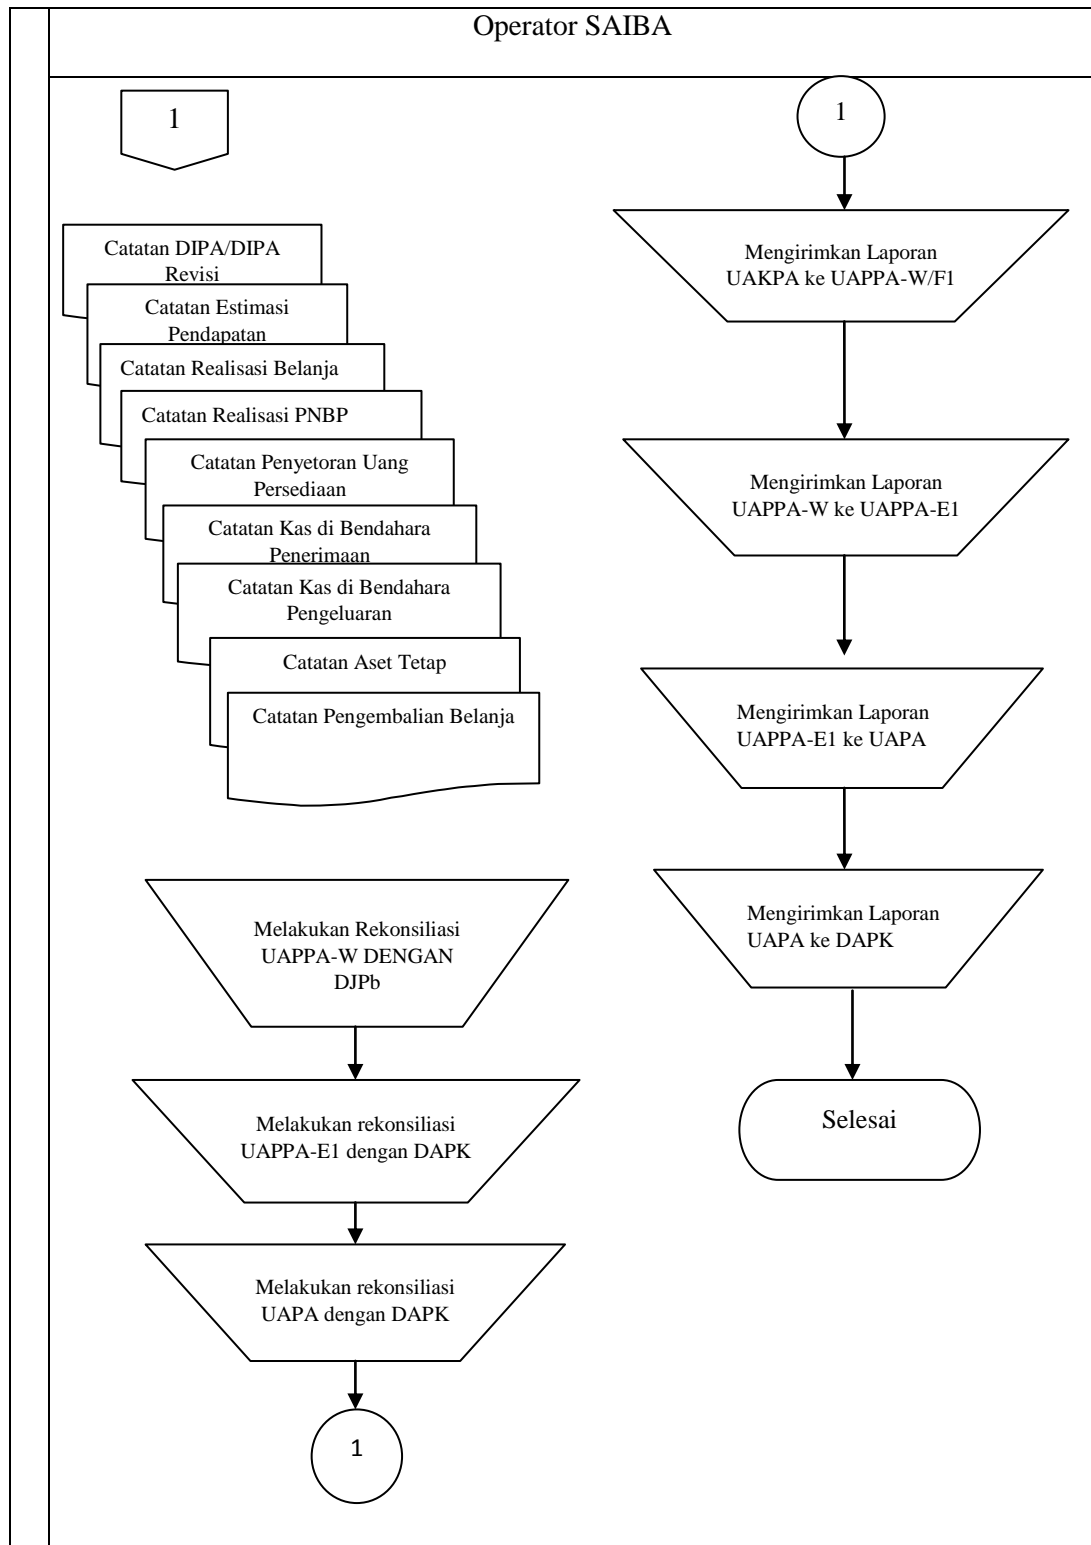 Operator SAIBA
1
Catatan DIPA/DIPA
Revisi
Catatan Estimasi
Pendapatan
Catatan Realisasi Belanja
Catatan Realisasi PNBP
Catatan Penyetoran Uang
Persediaan
Catatan Kas di Bendahara
Penerimaan
Catatan Kas di Bendahara
Pengeluaran
Catatan Aset Tetap
Catatan Pengembalian Belanja
Melakukan Rekonsiliasi
UAPPA-W DENGAN
DJPb
Melakukan rekonsiliasi
UAPPA-E1 dengan DAPK
Melakukan rekonsiliasi
UAPA dengan DAPK
1
1
Mengirimkan Laporan
UAKPA ke UAPPA-W/F1
Mengirimkan Laporan
UAPPA-W ke UAPPA-E1
Mengirimkan Laporan
UAPPA-E1 ke UAPA
Mengirimkan Laporan
UAPA ke DAPK
Selesai